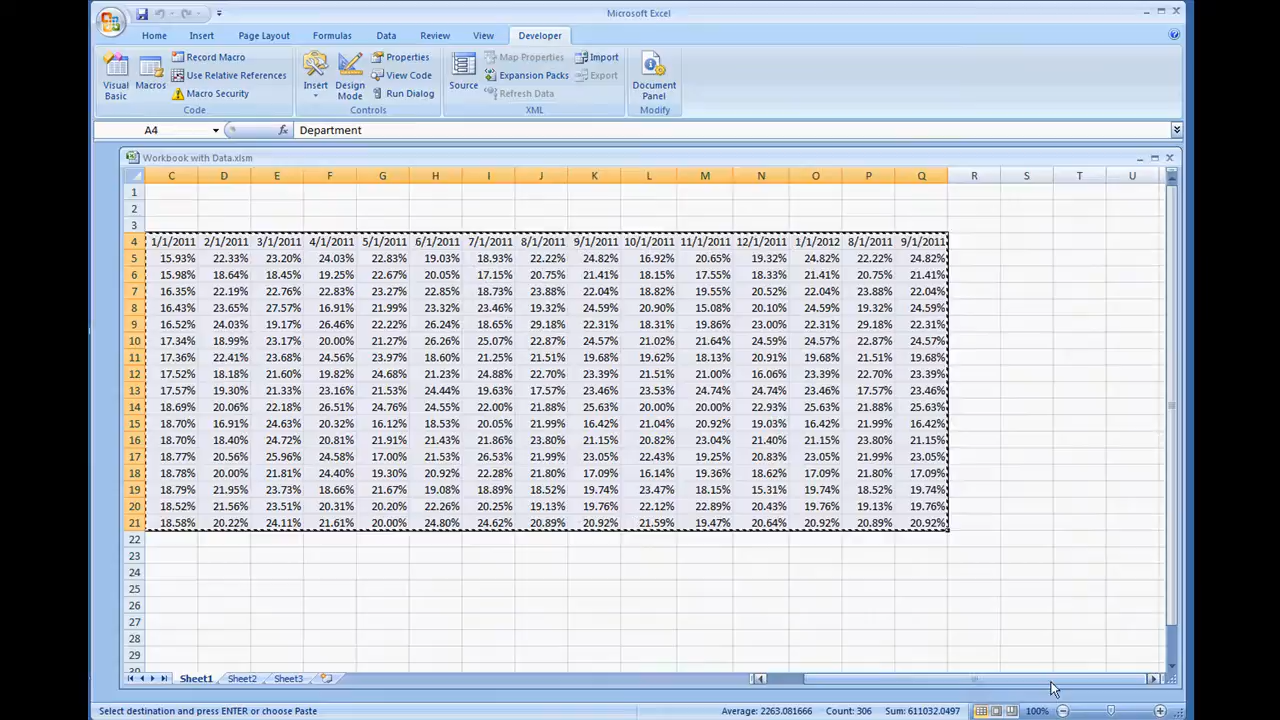 Microsoft Excel
Home Insert Page Layout Formulas Data Review View Developer
Visual Basic Macros Record Macro Use Relative References Macro Security Code
Insert Design Mode Properties View Code Run Dialog Controls
Source Map Properties Expansion Packs Refresh Data Import Export XML
Document Panel Modify
A4 fx Department
Workbook with Data.xlsm
C D E F G H I J K L M N O P Q R S T U
1
2
3
4 1/1/2011 2/1/2011 3/1/2011 4/1/2011 5/1/2011 6/1/2011 7/1/2011 8/1/2011 9/1/2011 10/1/2011 11/1/2011 12/1/2011 1/1/2012 8/1/2011 9/1/2011
5 15.93% 22.33% 23.20% 24.03% 22.83% 19.03% 18.93% 22.22% 24.82% 16.92% 20.65% 19.32% 24.82% 22.22% 24.82%
6 15.98% 18.64% 18.45% 19.25% 22.67% 20.05% 17.15% 20.75% 21.41% 18.15% 17.55% 18.33% 21.41% 20.75% 21.41%
7 16.35% 22.19% 22.76% 22.83% 23.27% 22.85% 18.73% 23.88% 22.04% 18.82% 19.55% 20.52% 22.04% 23.88% 22.04%
8 16.43% 23.65% 27.57% 16.91% 21.99% 23.32% 23.46% 19.32% 24.59% 20.90% 15.08% 20.10% 24.59% 19.32% 24.59%
9 16.52% 24.03% 19.17% 26.46% 22.22% 26.24% 18.65% 29.18% 22.31% 18.31% 19.86% 23.00% 22.31% 29.18% 22.31%
10 17.34% 18.99% 23.17% 20.00% 21.27% 26.26% 25.07% 22.87% 24.57% 21.02% 21.64% 24.59% 24.57% 22.87% 24.57%
11 17.36% 22.41% 23.68% 24.56% 23.97% 18.60% 21.25% 21.51% 19.68% 19.62% 18.13% 20.91% 19.68% 21.51% 19.68%
12 17.52% 18.18% 21.60% 19.82% 24.68% 21.23% 24.88% 22.70% 23.39% 21.51% 21.00% 16.06% 23.39% 22.70% 23.39%
13 17.57% 19.30% 21.33% 23.16% 21.53% 24.44% 19.63% 17.57% 23.46% 23.53% 24.74% 24.74% 23.46% 17.57% 23.46%
14 18.69% 20.06% 22.18% 26.51% 24.76% 24.55% 22.00% 21.88% 25.63% 20.00% 20.00% 22.93% 25.63% 21.88% 25.63%
15 18.70% 16.91% 24.63% 20.32% 16.12% 18.53% 20.05% 21.99% 16.42% 21.04% 20.92% 19.03% 16.42% 21.99% 16.42%
16 18.70% 18.40% 24.72% 20.81% 21.91% 21.43% 21.86% 23.80% 21.15% 20.82% 23.04% 21.40% 21.15% 23.80% 21.15%
17 18.77% 20.56% 25.96% 24.58% 17.00% 21.53% 26.53% 21.99% 23.05% 22.43% 19.25% 20.83% 23.05% 21.99% 23.05%
18 18.78% 20.00% 21.81% 24.40% 19.30% 20.92% 22.28% 21.80% 17.09% 16.14% 19.36% 18.62% 17.09% 21.80% 17.09%
19 18.79% 21.95% 23.73% 18.66% 21.67% 19.08% 18.89% 18.52% 19.74% 23.47% 18.15% 15.31% 19.74% 18.52% 19.74%
20 18.52% 21.56% 23.51% 20.31% 20.20% 22.26% 20.25% 19.13% 19.76% 22.12% 22.89% 20.43% 19.76% 19.13% 19.76%
21 18.58% 20.22% 24.11% 21.61% 20.00% 24.80% 24.62% 20.89% 20.92% 21.59% 19.47% 20.64% 20.92% 20.89% 20.92%
22
23
24
25
26
27
28
29
Sheet1 Sheet2 Sheet3
Select destination and press ENTER or choose Paste Average: 2263.081666 Count: 306 Sum: 611032.0497 100%